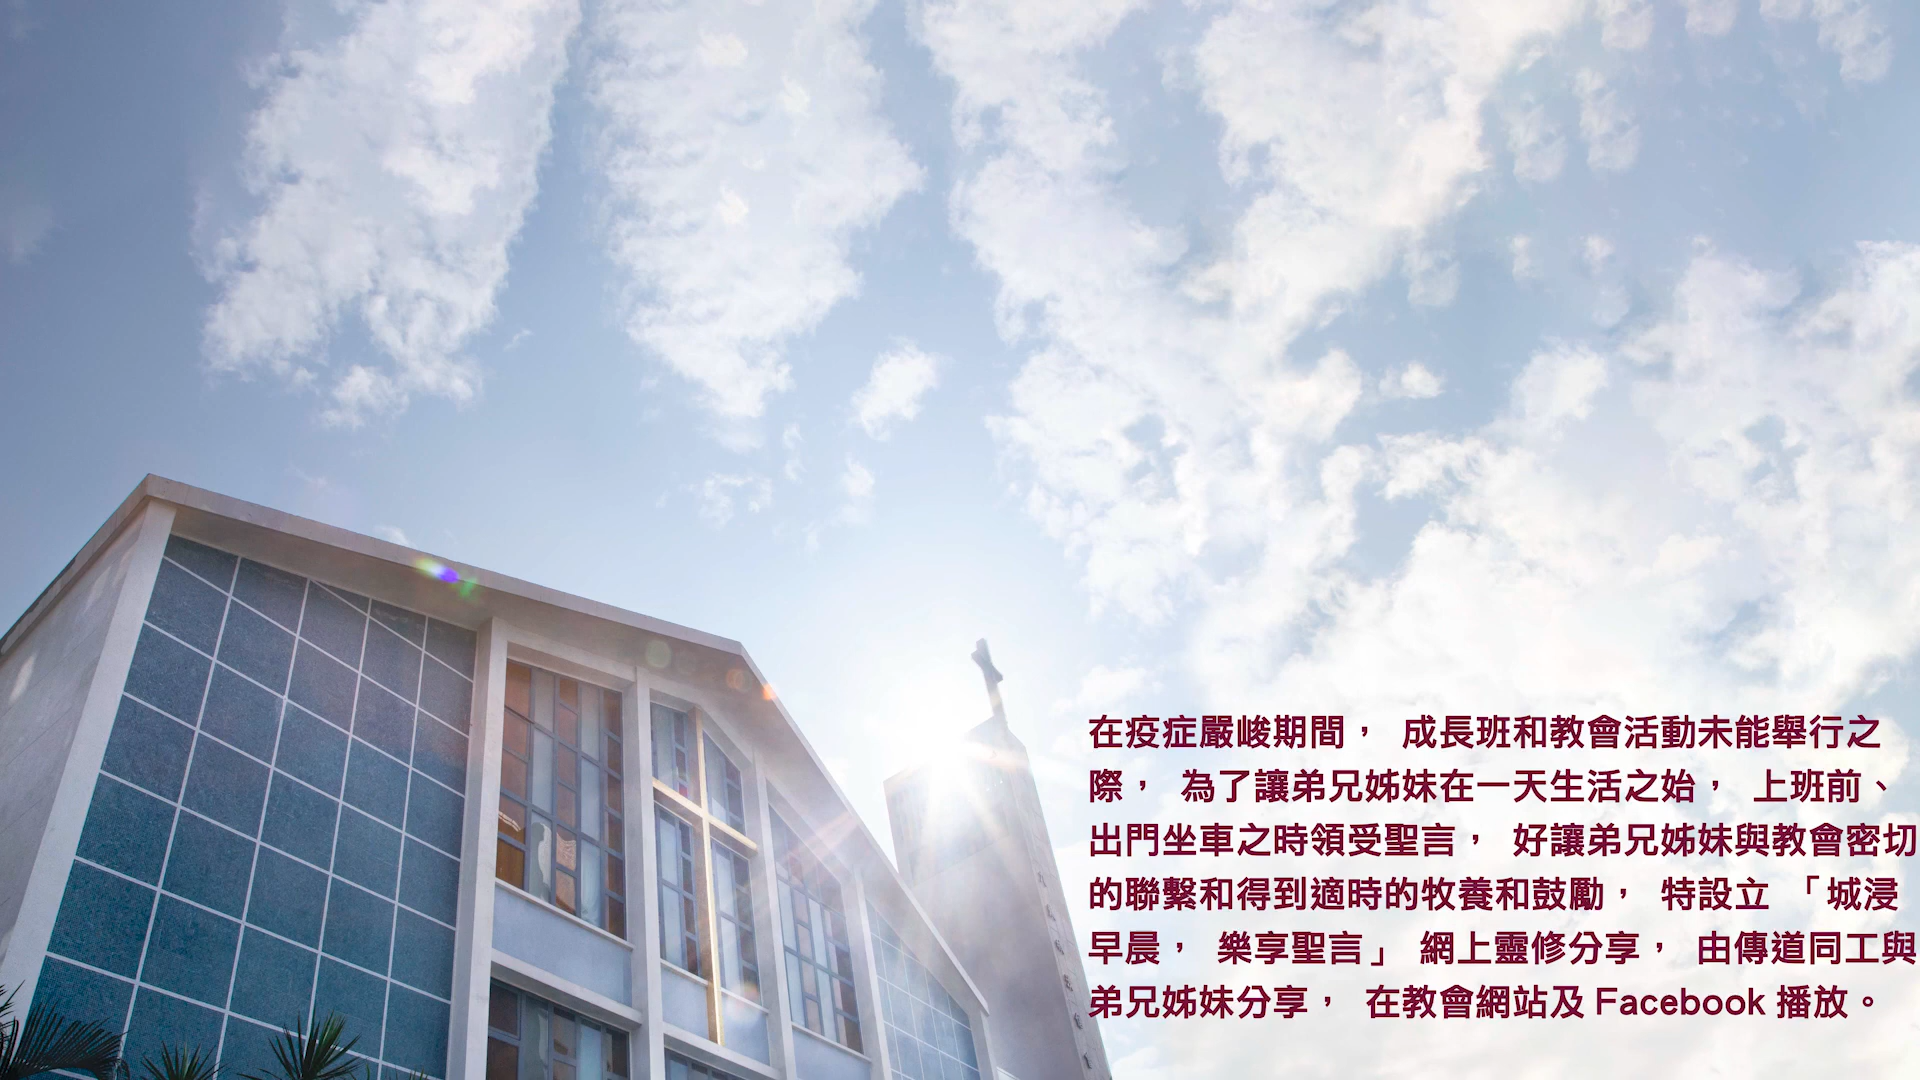 在疫症嚴峻期間， 成長班和教會活動未能舉行之
際， 為了讓弟兄姊妹在一天生活之始， 上班前、
出門坐車之時領受聖言， 好讓弟兄姊妹與教會密切
的聯繫和得到適時的牧養和鼓勵， 特設立 「城浸
早晨， 樂享聖言」 網上靈修分享， 由傳道同工與
弟兄姊妹分享， 在教會網站及 Facebook 播放。